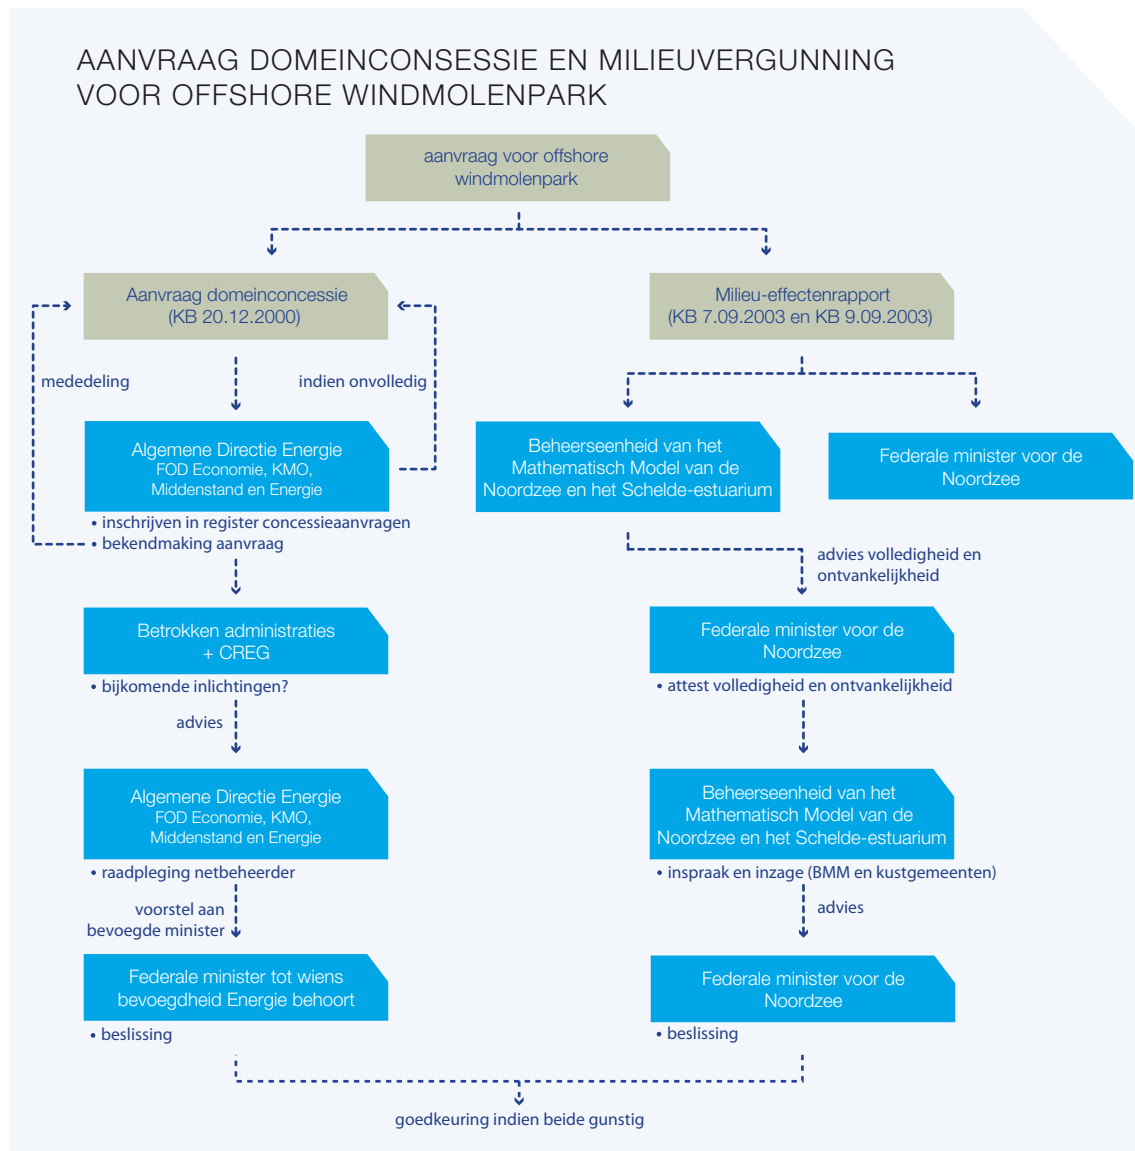 AANVRAAG DOMEINCONSESSIE EN MILIEUVERGUNNING
VOOR OFFSHORE WINDMOLENPARK
aanvraag voor offshore
windmolenpark
Aanvraag domeinconcessie
(KB 20.12.2000)
mededeling
indien onvolledig
Algemene Directie Energie
FOD Economie, KMO,
Middenstand en Energie
• inschrijven in register concessieaanvragen
• bekendmaking aanvraag
Betrokken administraties
+ CREG
• bijkomende inlichtingen?
advies
Algemene Directie Energie
FOD Economie, KMO,
Middenstand en Energie
• raadpleging netbeheerder
voorstel aan
bevoegde minister
Federale minister tot wiens
bevoegdheid Energie behoort
• beslissing
Milieu-effectenrapport
(KB 7.09.2003 en KB 9.09.2003)
Beheerseenheid van het
Mathematisch Model van de
Noordzee en het Schelde-estuarium
Federale minister voor de
Noordzee
advies volledigheid en
ontvankelijkheid
Federale minister voor de
Noordzee
• attest volledigheid en ontvankelijkheid
Beheerseenheid van het
Mathematisch Model van de
Noordzee en het Schelde-estuarium
• inspraak en inzage (BMM en kustgemeenten)
advies
Federale minister voor de
Noordzee
• beslissing
goedkeuring indien beide gunstig